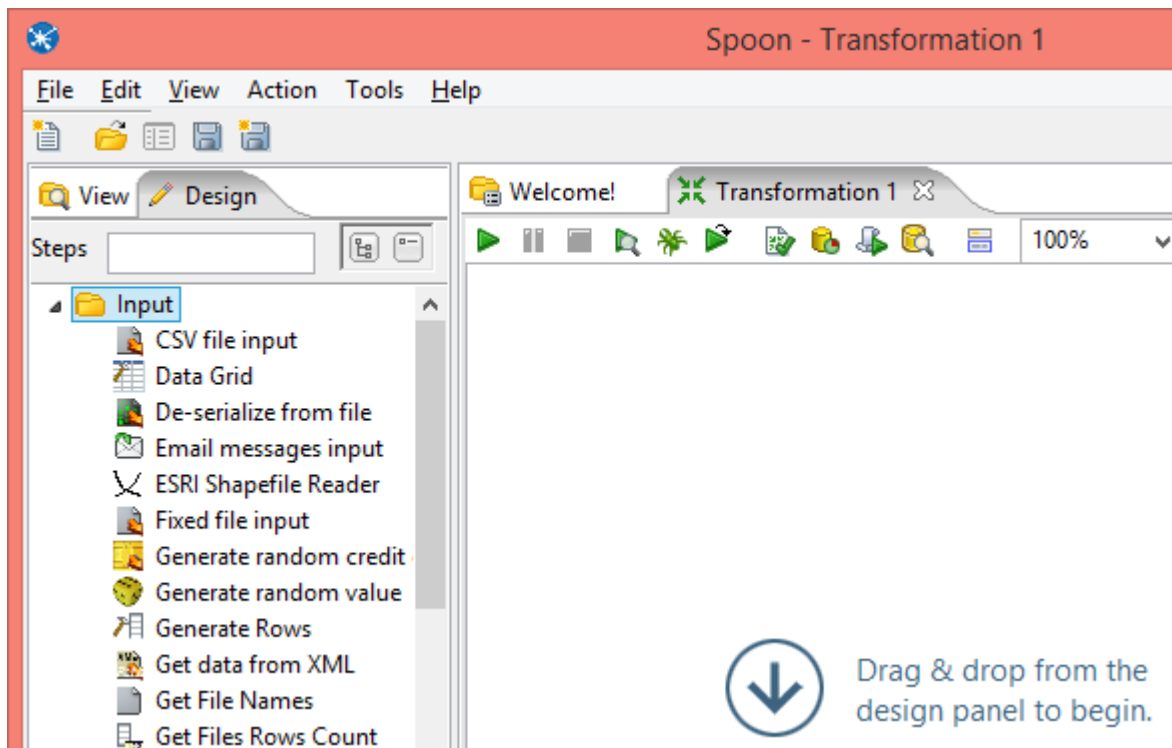 Spoon - Transformation 1
File Edit View Action Tools Help
View Design
Welcome! Transformation 1
Steps
100%
Input
CSV file input
Data Grid
De-serialize from file
Email messages input
ESRI Shapefile Reader
Fixed file input
Generate random credit
Generate random value
Generate Rows
Get data from XML
Get File Names
Get Files Rows Count
Drag & drop from the
design panel to begin.